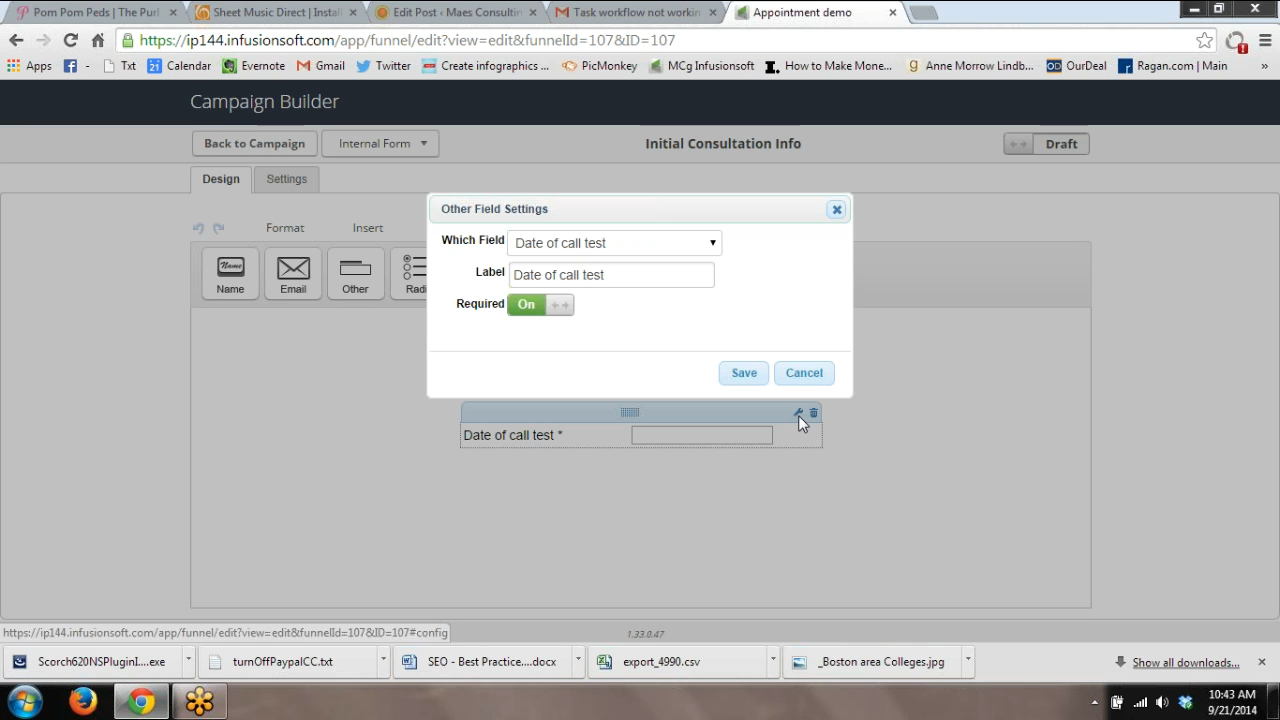 Pom Pom Peds | The Purl
Sheet Music Direct | Install
Edit Post ‹ Maes Consultin
Task workflow not workin
Appointment demo
https://ip144.infusionsoft.com/app/funnel/edit?view=edit&funnelId=107&ID=107
Apps
Txt
Calendar
Evernote
Gmail
Twitter
Create infographics ...
PicMonkey
MCg Infusionsoft
How to Make Mone...
Anne Morrow Lindb...
OurDeal
Ragan.com | Main
»
Campaign Builder
Back to Campaign
Internal Form
Initial Consultation Info
Draft
Design
Settings
Other Field Settings
Format
Insert
Which Field
Date of call test
Name
Email
Other
Radi
Label
Date of call test
Required
On
Save
Cancel
Date of call test *
https://ip144.infusionsoft.com/app/funnel/edit?view=edit&funnelId=107&ID=107#config
1.33.0.47
Scorch620NSPluginI....exe
turnOffPaypalCC.txt
SEO - Best Practice....docx
export_4990.csv
_Boston area Colleges.jpg
Show all downloads...
10:43 AM
9/21/2014